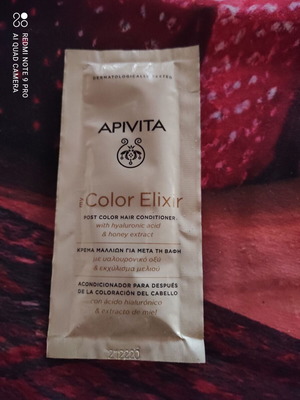 REDMI NOTE 9 PRO
AI QUAD CAMERA
DERMATOLOGICALLY TESTED
APIVITA
my Color Elixir
POST COLOR HAIR CONDITIONER
with hyaluronic acid
& honey extract
ΚΡΕΜΑ ΜΑΛΛΙΩΝ ΓΙΑ ΜΕΤΑ ΤΗ ΒΑΦΗ
με υαλουρονικό οξύ
& εκχύλισμα μελιού
ACONDICIONADOR PARA DESPUÉS
DE LA COLORACIÓN DEL CABELLO
con ácido hialurónico
& extracto de miel